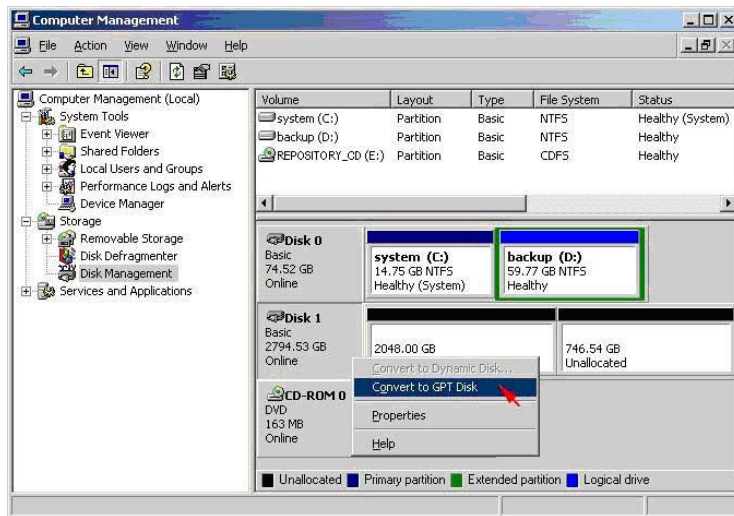 Computer Management
File Action View Window Help
Computer Management (Local)
System Tools
Event Viewer
Shared Folders
Local Users and Groups
Performance Logs and Alerts
Device Manager
Storage
Removable Storage
Disk Defragmenter
Disk Management
Services and Applications
Volume Layout Type File System Status
system (C:) Partition Basic NTFS Healthy (System)
backup (D:) Partition Basic NTFS Healthy
REPOSITORY_CD (E:) Partition Basic CDFS Healthy
Disk 0
Basic
74.52 GB
Online
system (C:)
14.75 GB NTFS
Healthy (System)
backup (D:)
59.77 GB NTFS
Healthy
Disk 1
Basic
2794.53 GB
Online
2048.00 GB
746.54 GB
Unallocated
Convert to Dynamic Disk...
Convert to GPT Disk
Properties
Help
CD-ROM 0
DVD
163 MB
Online
Unallocated Primary partition Extended partition Logical drive